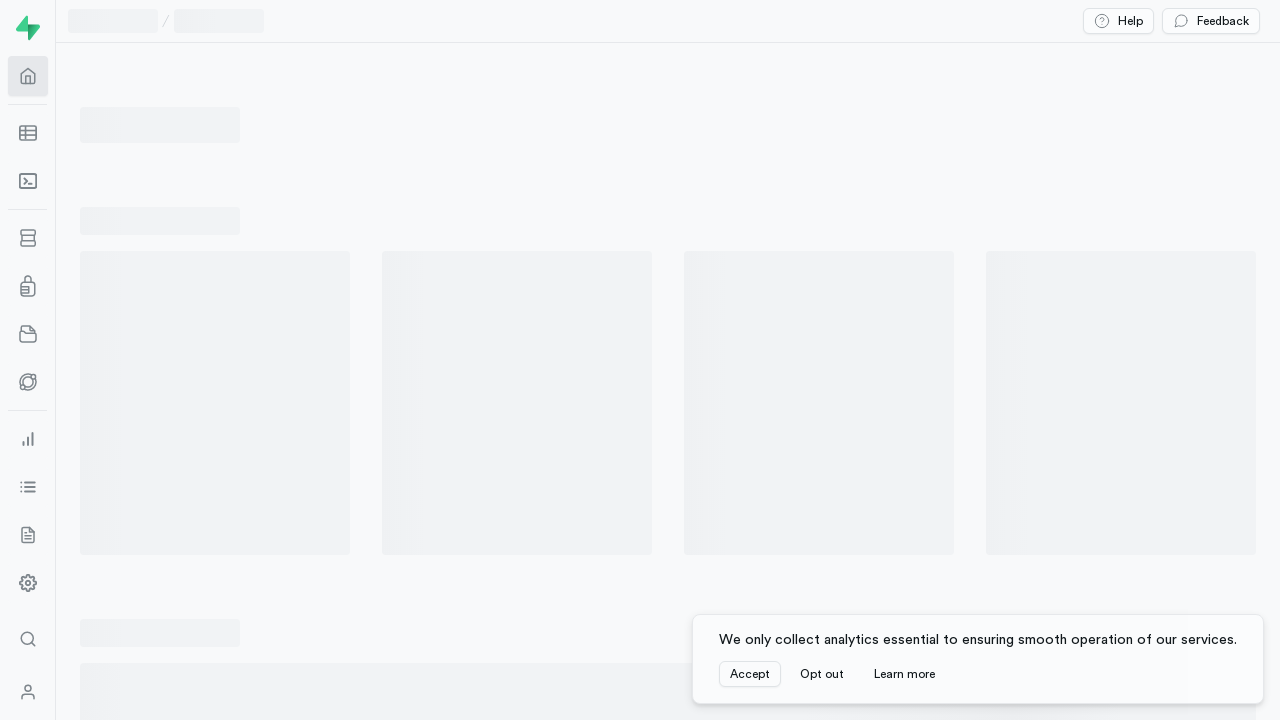 /
Help
Feedback
We only collect analytics essential to ensuring smooth operation of our services.
Accept
Opt out
Learn more